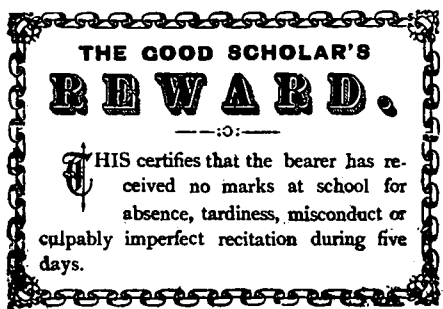 THE GOOD SCHOLAR'S
REWARD.
THIS certifies that the bearer has re-
ceived no marks at school for
absence, tardiness, misconduct or
culpably imperfect recitation during five
days.